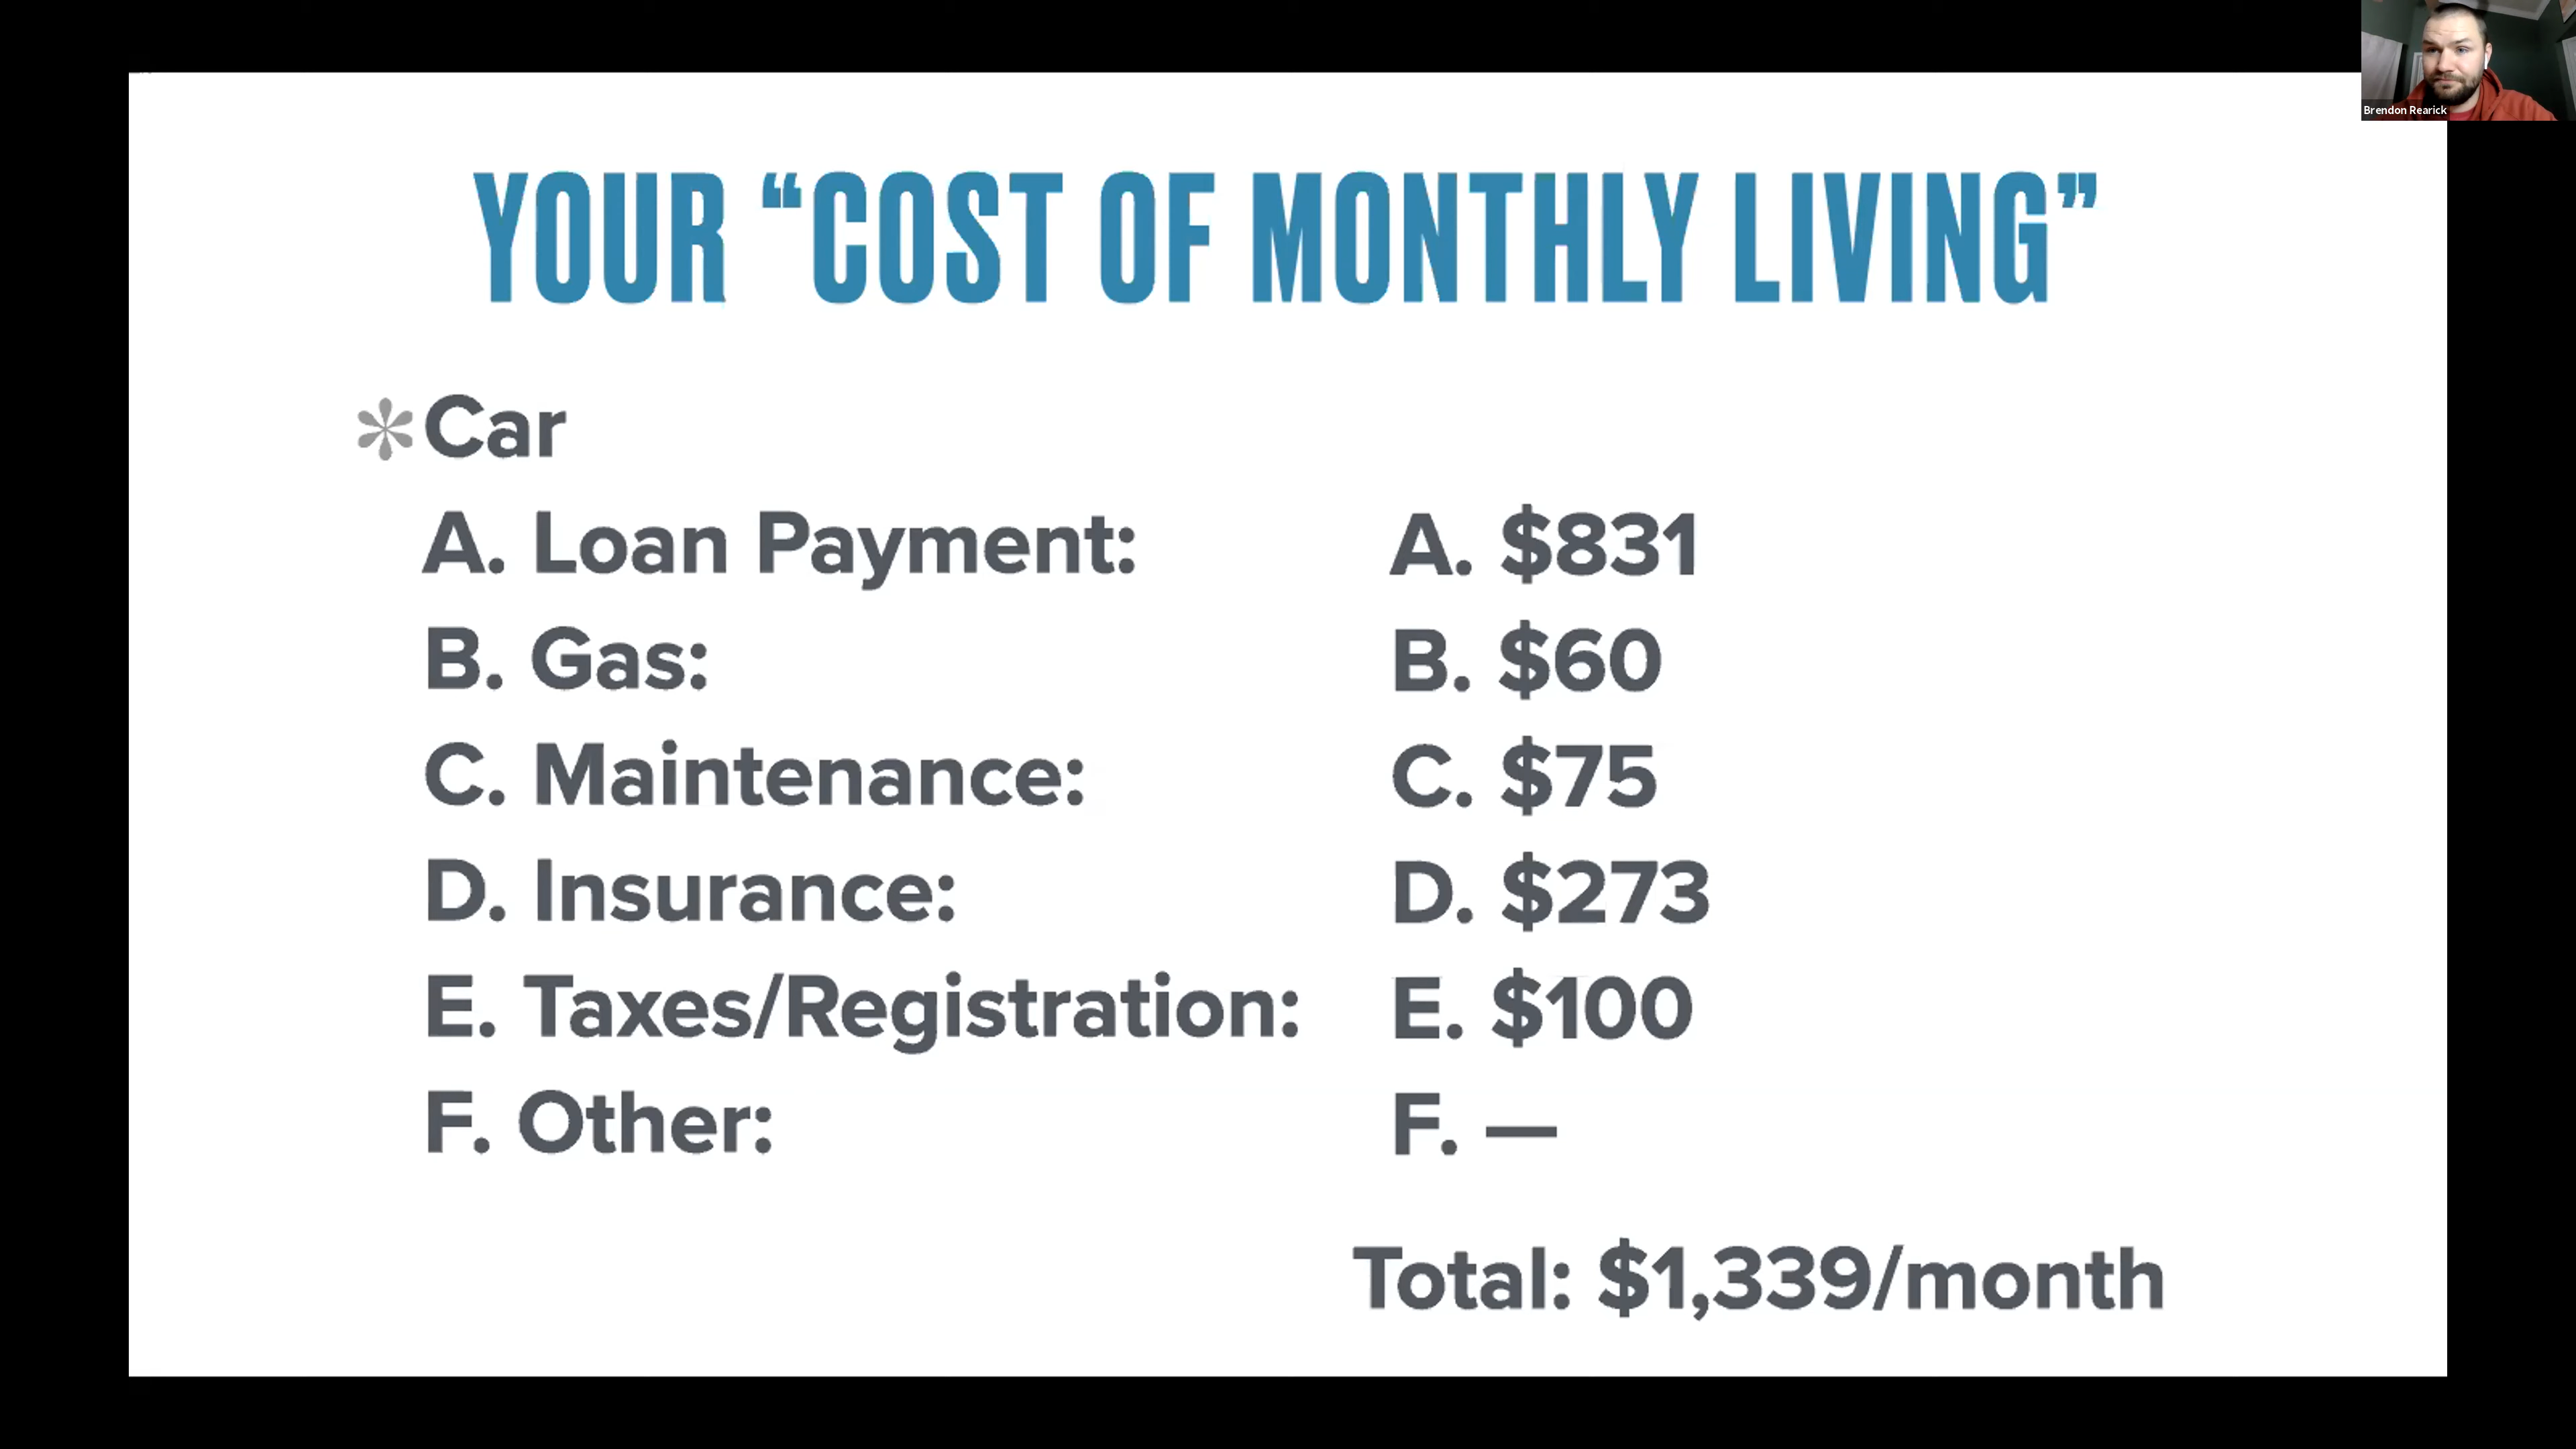 Brendon Rearick
YOUR “COST OF MONTHLY LIVING”
Car
A. Loan Payment: A. $831
B. Gas: B. $60
C. Maintenance: C. $75
D. Insurance: D. $273
E. Taxes/Registration: E. $100
F. Other: F. —
Total: $1,339/month